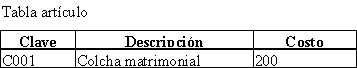 Tabla artículo
Clave Descripción Costo
C001 Colcha matrimonial 200